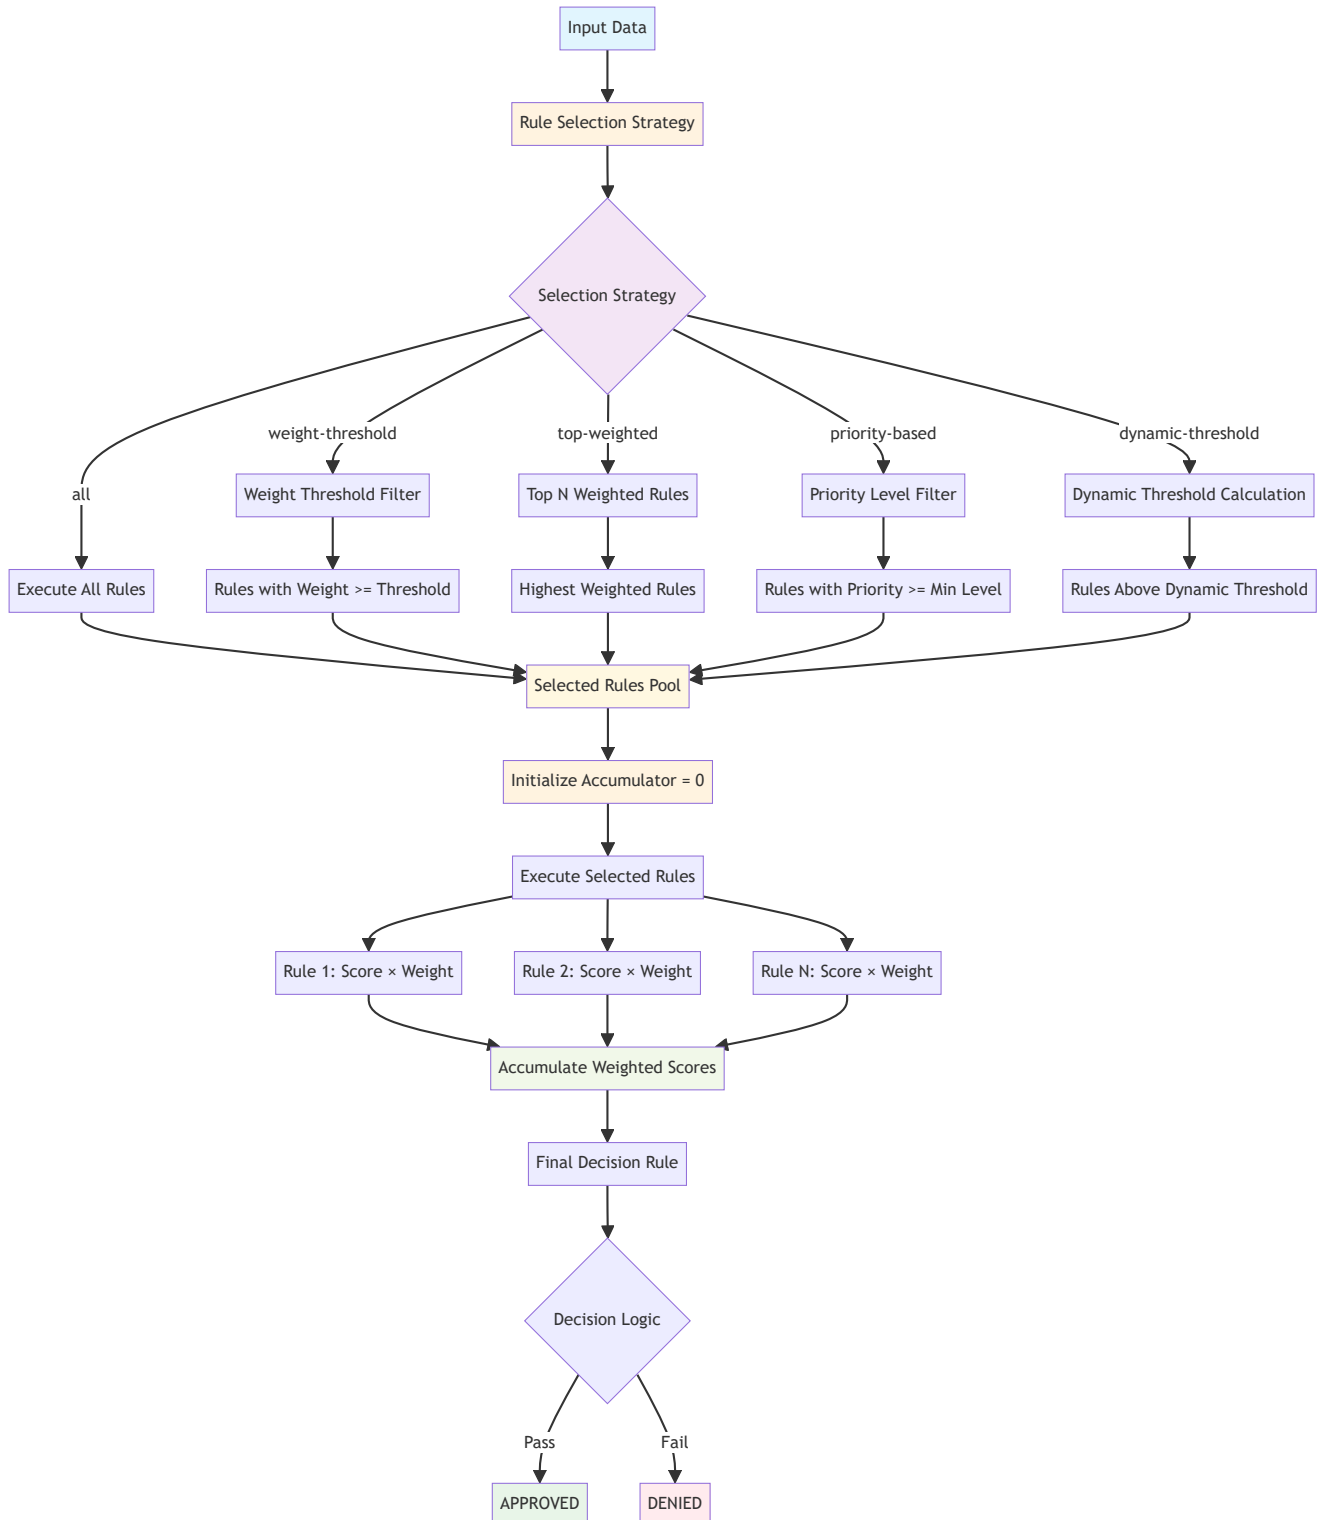 Input Data
Rule Selection Strategy
Selection Strategy
weight-threshold
top-weighted
priority-based
dynamic-threshold
all
Weight Threshold Filter
Top N Weighted Rules
Priority Level Filter
Dynamic Threshold Calculation
Execute All Rules
Rules with Weight >= Threshold
Highest Weighted Rules
Rules with Priority >= Min Level
Rules Above Dynamic Threshold
Selected Rules Pool
Initialize Accumulator = 0
Execute Selected Rules
Rule 1: Score × Weight
Rule 2: Score × Weight
Rule N: Score × Weight
Accumulate Weighted Scores
Final Decision Rule
Decision Logic
Pass
Fail
APPROVED
DENIED